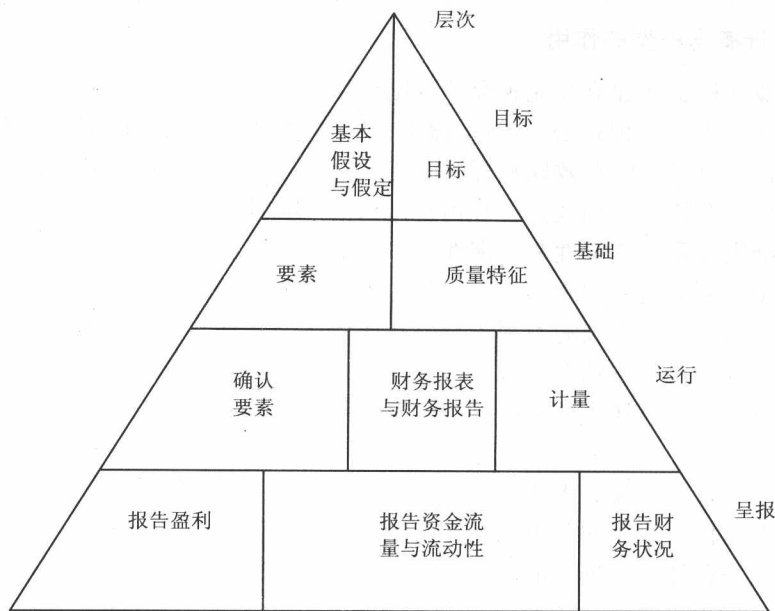 层次
目标
基本
假设
与假定
目标
基础
要素
质量特征
运行
确认
要素
财务报表
与财务报告
计量
呈报
报告盈利
报告资金流
量与流动性
报告财
务状况